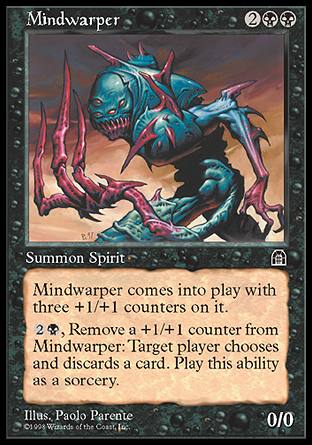 Mindwarper 2
Summon Spirit
Mindwarper comes into play with
three +1/+1 counters on it.
2 , Remove a +1/+1 counter from
Mindwarper: Target player chooses
and discards a card. Play this ability
as a sorcery.
Illus. Paolo Parente
©1998 Wizards of the Coast, Inc.
0/0